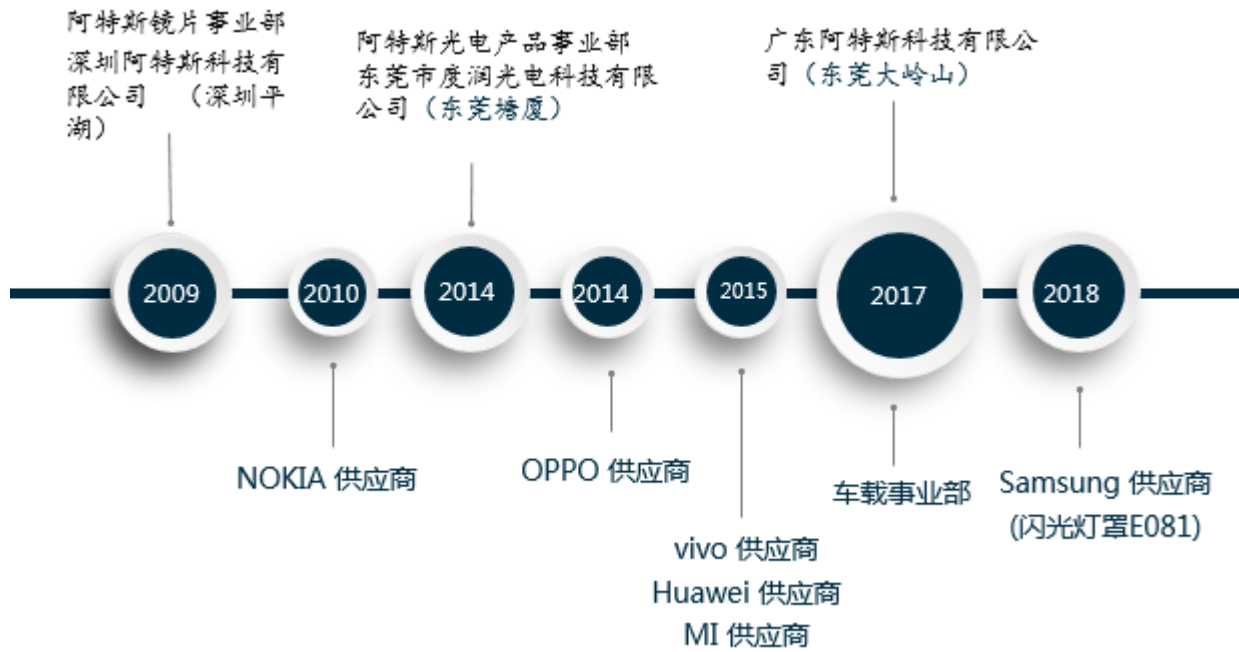 阿特斯镜片事业部
深圳阿特斯科技有
限公司 （深圳平
湖）
阿特斯光电产品事业部
东莞市度润光电科技有限
公司（东莞塘厦）
广东阿特斯科技有限公
司（东莞大岭山）
2009
2010
2014
2014
2015
2017
2018
NOKIA 供应商
OPPO 供应商
vivo 供应商
Huawei 供应商
MI 供应商
车载事业部
Samsung 供应商
(闪光灯罩E081)